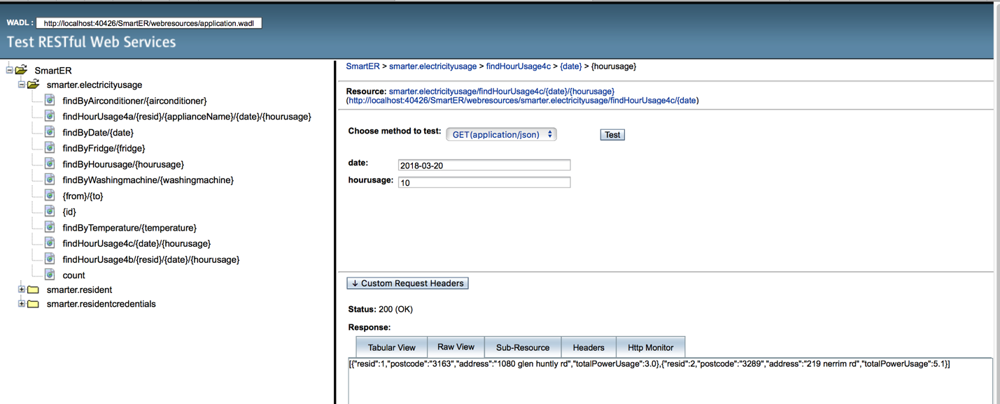 WADL : http://localhost:40426/SmartER/webresources/application.wadl
Test RESTful Web Services
SmartER
smarter.electricityusage
findByAirconditioner/{airconditioner}
findHourUsage4a/{resid}/{applianceName}/{date}/{hourusage}
findByDate/{date}
findByFridge/{fridge}
findByHourusage/{hourusage}
findByWashingmachine/{washingmachine}
{from}/{to}
{id}
findByTemperature/{temperature}
findHourUsage4c/{date}/{hourusage}
findHourUsage4b/{resid}/{date}/{hourusage}
count
smarter.resident
smarter.residentcredentials
SmartER > smarter.electricityusage > findHourUsage4c > {date} > {hourusage}
Resource: smarter.electricityusage/findHourUsage4c/{date}/{hourusage}
(http://localhost:40426/SmartER/webresources/smarter.electricityusage/findHourUsage4c/{date)
Choose method to test: GET(application/json) Test
date: 2018-03-20
hourusage: 10
↓ Custom Request Headers
Status: 200 (OK)
Response:
Tabular View Raw View Sub-Resource Headers Http Monitor
[{"resid":1,"postcode":"3163","address":"1080 glen huntly rd","totalPowerUsage":3.0},{"resid":2,"postcode":"3289","address":"219 nerrim rd","totalPowerUsage":5.1}]